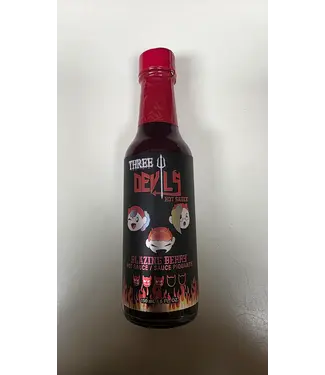 THREE
DEVILS
HOT SAUCE
BLAZING BERRY
HOT SAUCE / SAUCE PIQUANTE